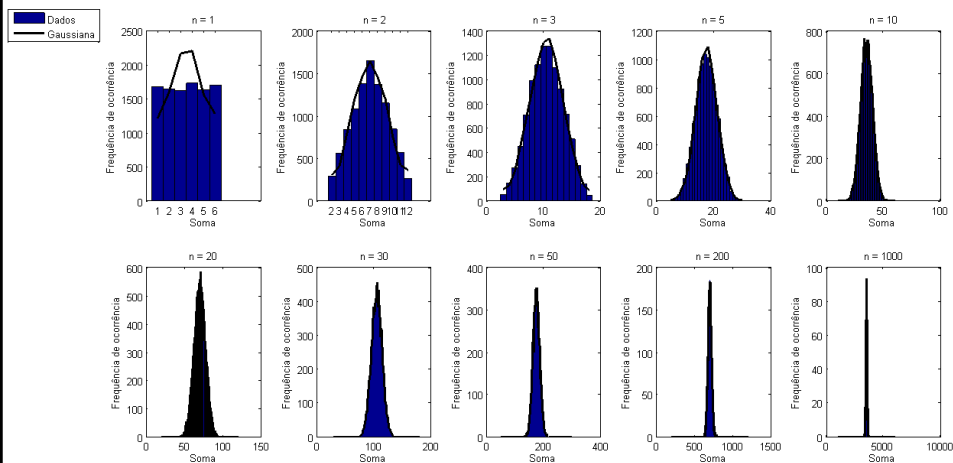 Dados
Gaussiana
n = 1
Frequência de ocorrência
2500
2000
1500
1000
500
0
1 2 3 4 5 6
Soma
n = 2
Frequência de ocorrência
2000
1500
1000
500
0
2 3 4 5 6 7 8 9 10 11 12
Soma
n = 3
Frequência de ocorrência
1400
1200
1000
800
600
400
200
0
0 10 20
Soma
n = 5
Frequência de ocorrência
1200
1000
800
600
400
200
0
0 20 40
Soma
n = 10
Frequência de ocorrência
800
600
400
200
0
0 50 100
Soma
n = 20
Frequência de ocorrência
600
500
400
300
200
100
0
0 50 100 150
Soma
n = 30
Frequência de ocorrência
500
400
300
200
100
0
0 100 200
Soma
n = 50
Frequência de ocorrência
400
300
200
100
0
0 200 400
Soma
n = 200
Frequência de ocorrência
200
150
100
50
0
0 500 1000 1500
Soma
n = 1000
Frequência de ocorrência
100
80
60
40
20
0
0 5000 10000
Soma